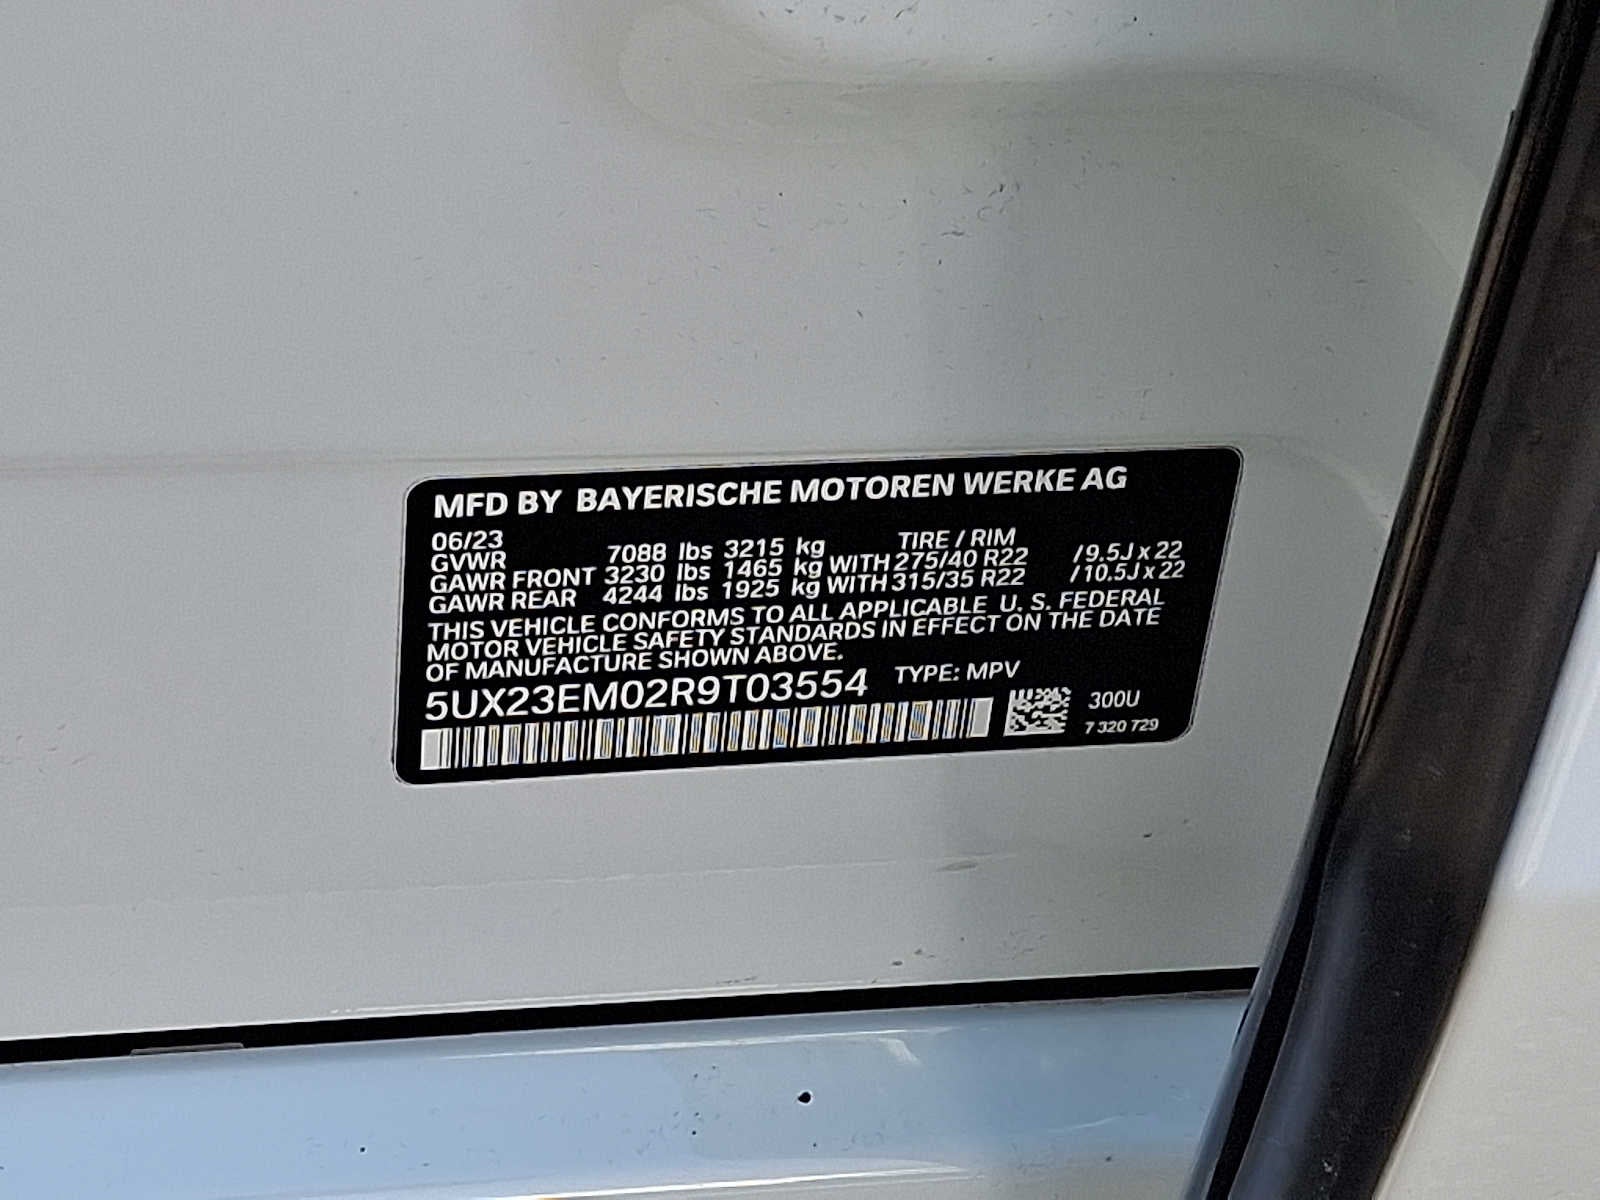 MFD BY BAYERISCHE MOTOREN WERKE AG
06/23 TIRE / RIM
GVWR 7088 lbs 3215 kg
GAWR FRONT 3230 lbs 1465 kg WITH 275/40 R22 /9.5J x 22
GAWR REAR 4244 lbs 1925 kg WITH 315/35 R22 /10.5J x 22
THIS VEHICLE CONFORMS TO ALL APPLICABLE U. S. FEDERAL
MOTOR VEHICLE SAFETY STANDARDS IN EFFECT ON THE DATE
OF MANUFACTURE SHOWN ABOVE.
5UX23EM02R9T03554 TYPE: MPV
300U
7 320 729